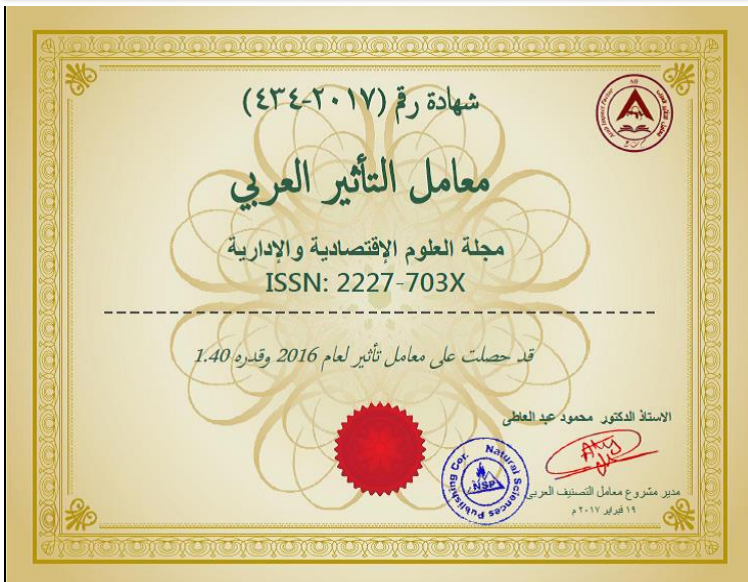 شهادة رقم (٢٠١٧-٤٣٤)
معامل التأثير العربي
مجلة العلوم الإقتصادية والإدارية
ISSN: 2227-703X
قد حصلت على معامل تأثير لعام 2016 وقدره 1.40
الاستاذ الدكتور محمود عبد العاطى
Natural Sciences Publishing Cor.
NSP
مدير مشروع معامل التصنيف العربى
١٩ فبراير ٢٠١٧ م